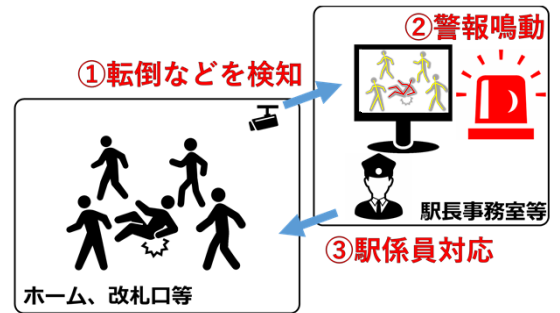 ②警報鳴動
①転倒などを検知
駅長事務室等
③駅係員対応
ホーム、改札口等